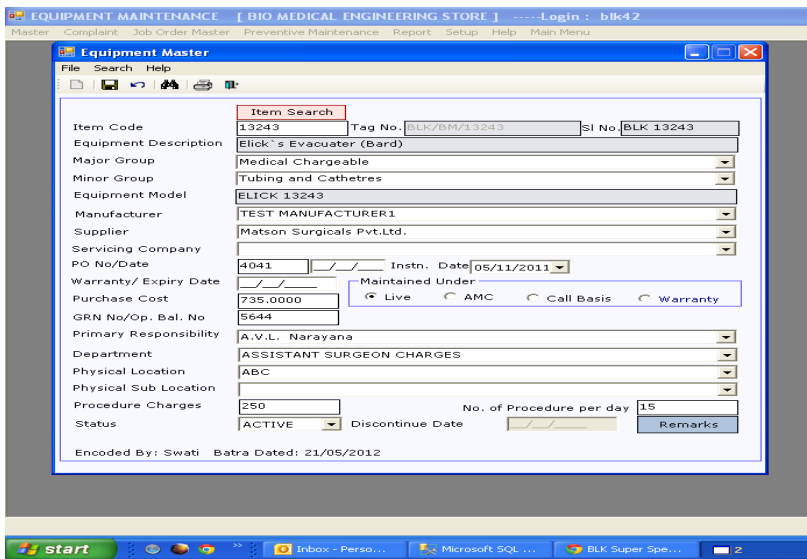 EQUIPMENT MAINTENANCE [ BIO MEDICAL ENGINEERING STORE ] -----Login : blk42
Master Complaint Job Order Master Preventive Maintenance Report Setup Help Main Menu
Equipment Master
File Search Help
Item Search
Item Code 13243 Tag No. BLK/BM/13243 Sl No. BLK 13243
Equipment Description Elick`s Evacuater (Bard)
Major Group Medical Chargeable
Minor Group Tubing and Cathetres
Equipment Model ELICK 13243
Manufacturer TEST MANUFACTURER1
Supplier Matson Surgicals Pvt.Ltd.
Servicing Company
PO No/Date 4041 __/__/____ Instn. Date 05/11/2011
Warranty/ Expiry Date __/__/____ Maintained Under
Purchase Cost 735.0000 Live AMC Call Basis Warranty
GRN No/Op. Bal. No 5644
Primary Responsibility A.V.L. Narayana
Department ASSISTANT SURGEON CHARGES
Physical Location ABC
Physical Sub Location
Procedure Charges 250 No. of Procedure per day 15
Status ACTIVE Discontinue Date __/__/____ Remarks
Encoded By: Swati Batra Dated: 21/05/2012
start » Inbox - Perso... Microsoft SQL ... BLK Super Spe... 2